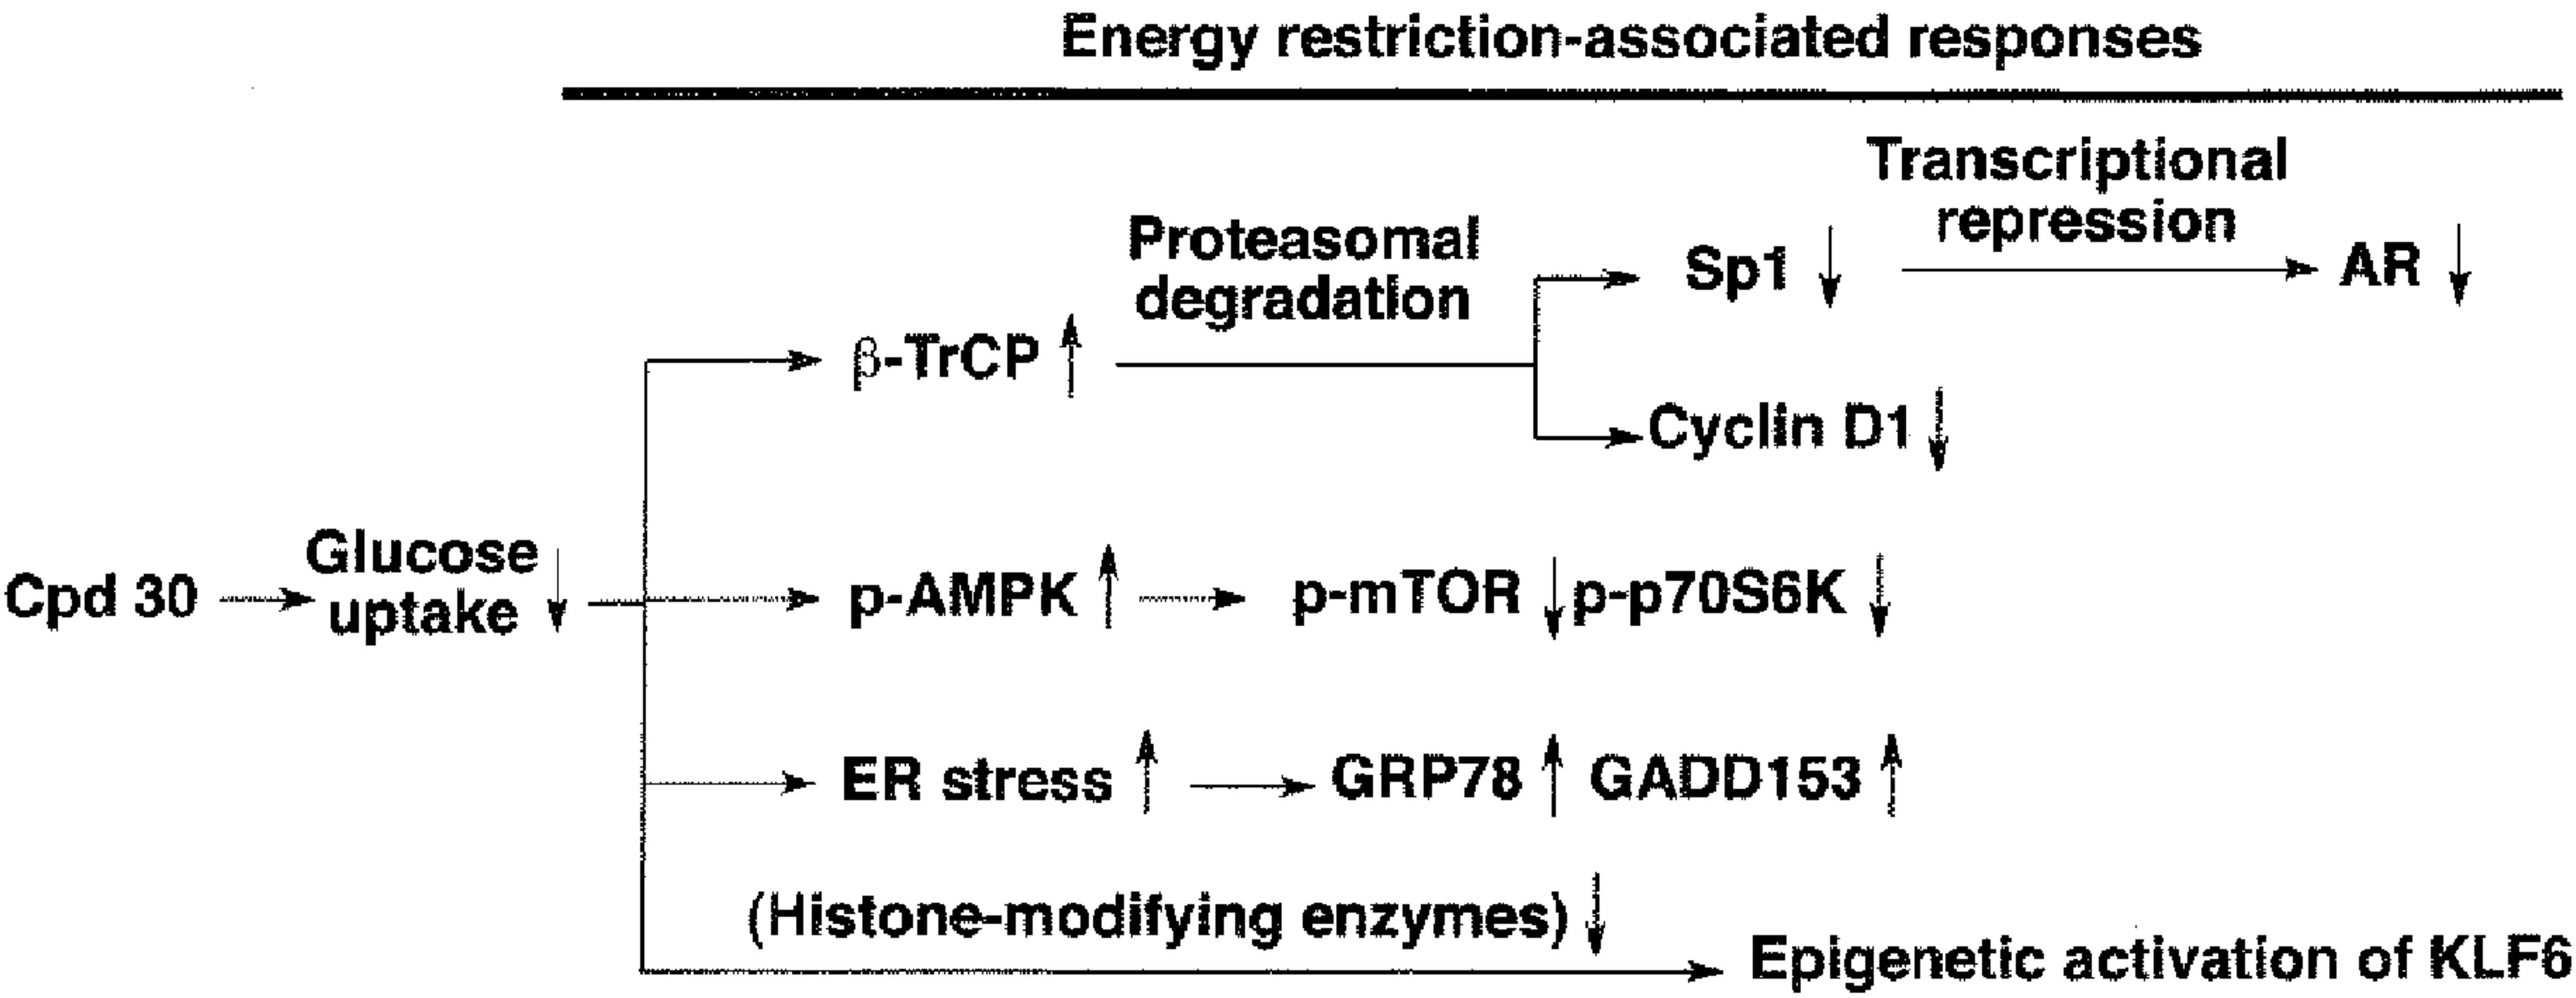 Energy restriction-associated responses
Transcriptional
repression
Proteasomal
degradation
Sp1 ↓
AR ↓
β-TrCP ↑
Cyclin D1 ↓
Cpd 30
Glucose
uptake ↓
p-AMPK ↑
p-mTOR ↓ p-p70S6K ↓
ER stress ↑
GRP78 ↑ GADD153 ↑
(Histone-modifying enzymes) ↓
Epigenetic activation of KLF6